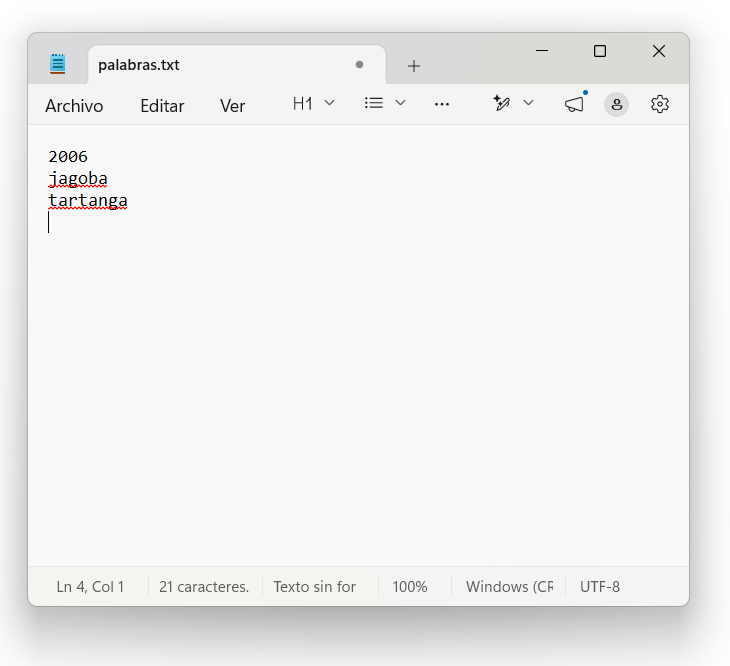 palabras.txt
Archivo Editar Ver H1
2006
jagoba
tartanga
Ln 4, Col 1 21 caracteres. Texto sin for 100% Windows (CR UTF-8